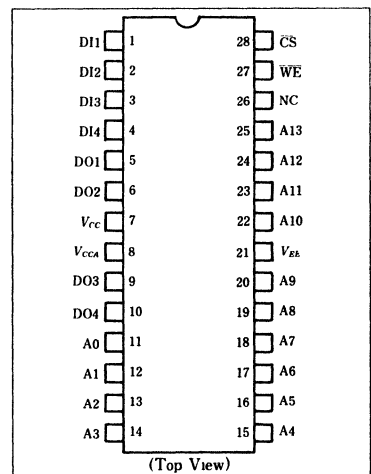 DI1 1 28 C̅S̅
DI2 2 27 W̅E̅
DI3 3 26 NC
DI4 4 25 A13
DO1 5 24 A12
DO2 6 23 A11
VCC 7 22 A10
VCCA 8 21 VEE
DO3 9 20 A9
DO4 10 19 A8
A0 11 18 A7
A1 12 17 A6
A2 13 16 A5
A3 14 15 A4
(Top View)